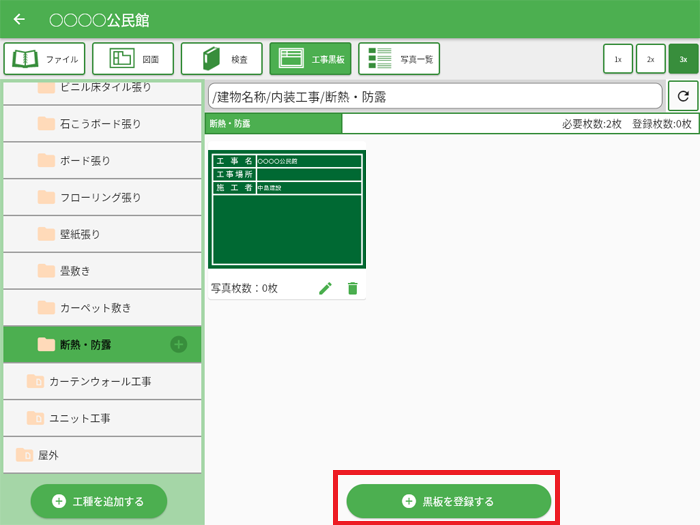 ○○○○公民館
ファイル
図面
検査
工事黒板
写真一覧
1x
2x
3x
ビニル床タイル張り
石こうボード張り
ボード張り
フローリング張り
壁紙張り
畳敷き
カーペット敷き
断熱・防露
D カーテンウォール工事
D ユニット工事
D 屋外
工種を追加する
/建物名称/内装工事/断熱・防露
断熱・防露
必要枚数:2枚 登録枚数:0枚
工事名 ○○○○公民館
工事場所
施工者 中島建設
写真枚数：0枚
黒板を登録する